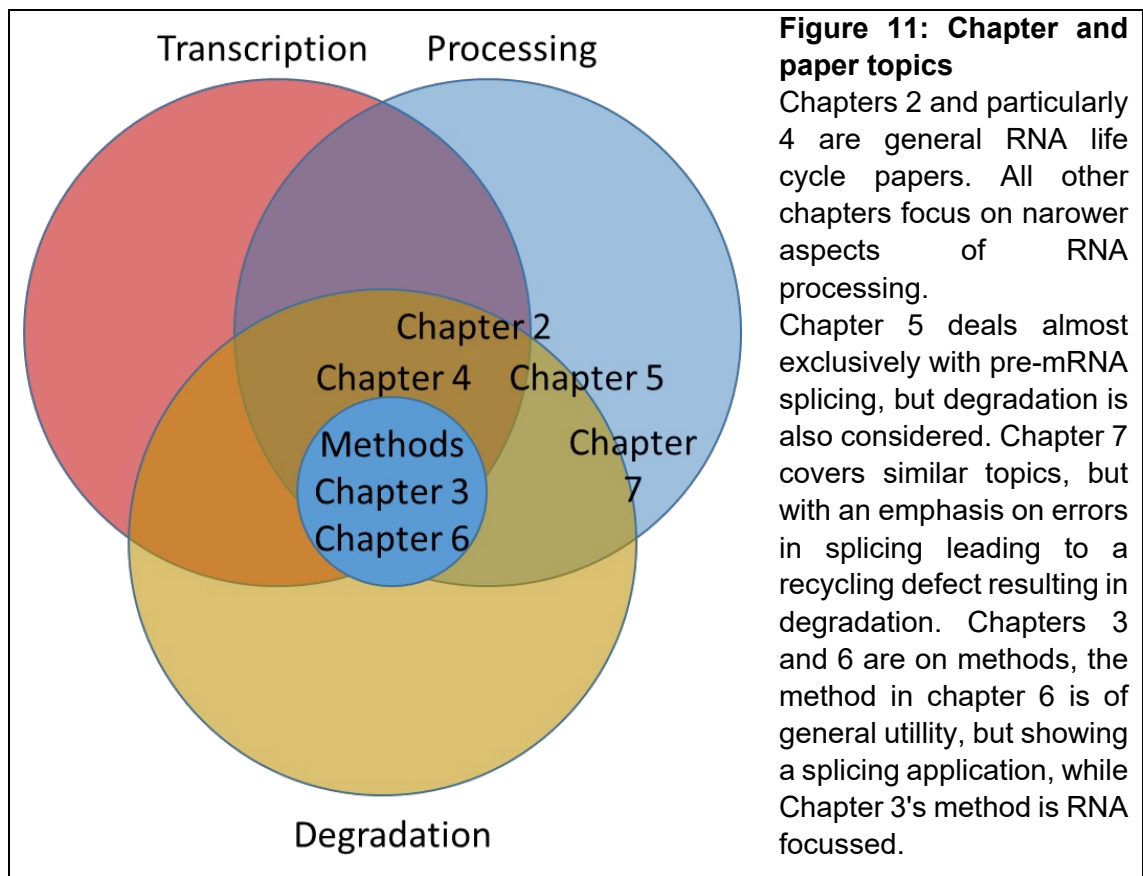 Transcription
Processing
Chapter 2
Chapter 4
Chapter 5
Methods
Chapter
Chapter 3
7
Chapter 6
Degradation
Figure 11: Chapter and
paper topics
Chapters 2 and particularly
4 are general RNA life
cycle papers. All other
chapters focus on narower
aspects of RNA
processing.
Chapter 5 deals almost
exclusively with pre-mRNA
splicing, but degradation is
also considered. Chapter 7
covers similar topics, but
with an emphasis on errors
in splicing leading to a
recycling defect resulting in
degradation. Chapters 3
and 6 are on methods, the
method in chapter 6 is of
general utillity, but showing
a splicing application, while
Chapter 3's method is RNA
focussed.